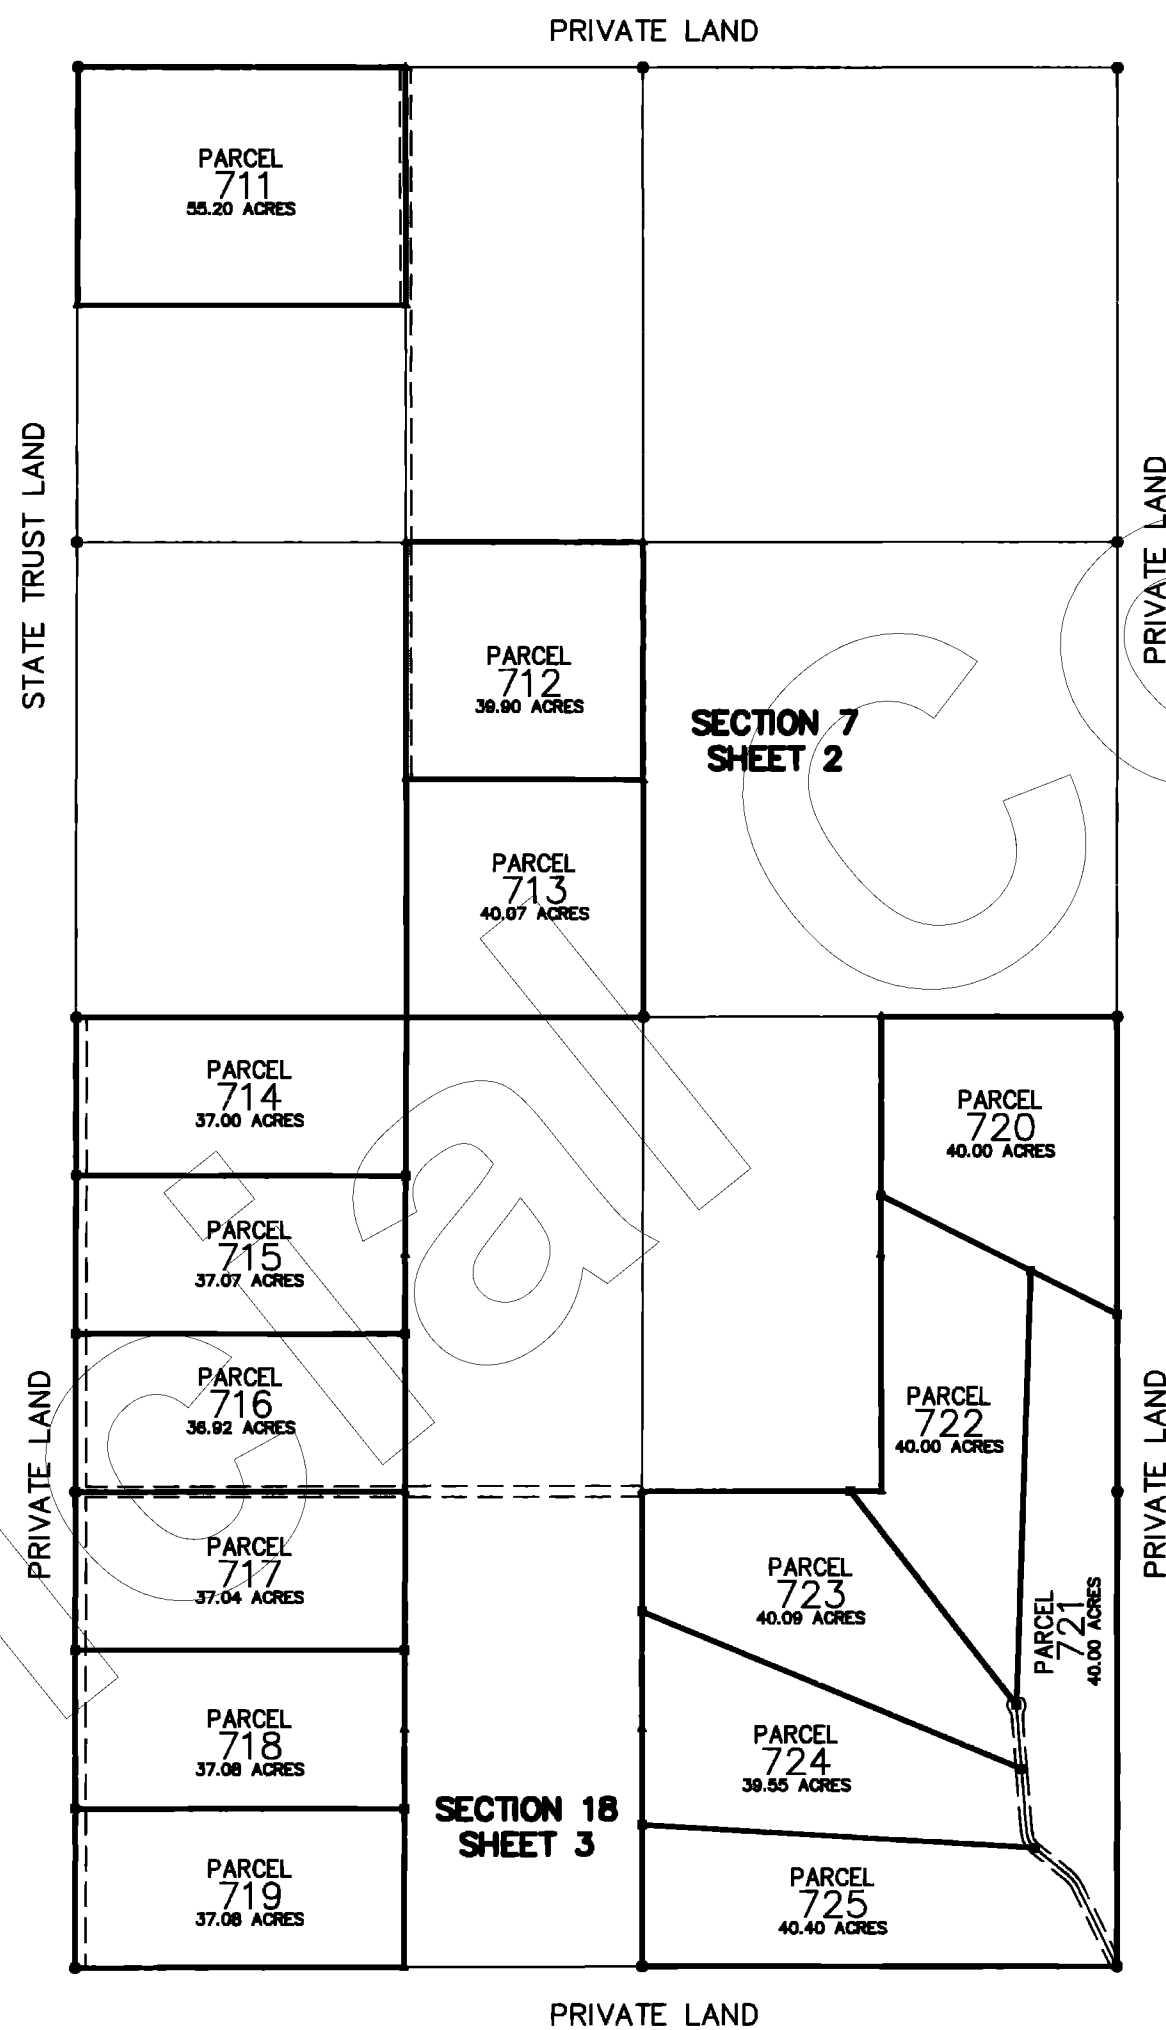 PRIVATE LAND
PARCEL
711
55.20 ACRES
STATE TRUST LAND
PRIVATE LAND
PARCEL
712
39.90 ACRES
SECTION 7
SHEET 2
PARCEL
713
40.07 ACRES
PARCEL
714
37.00 ACRES
PARCEL
720
40.00 ACRES
PARCEL
715
37.07 ACRES
PRIVATE LAND
PARCEL
716
36.92 ACRES
PARCEL
722
40.00 ACRES
PRIVATE LAND
PARCEL
717
37.04 ACRES
PARCEL
723
40.09 ACRES
PARCEL
721
40.00 ACRES
PARCEL
718
37.08 ACRES
PARCEL
724
39.55 ACRES
SECTION 18
SHEET 3
PARCEL
719
37.08 ACRES
PARCEL
725
40.40 ACRES
PRIVATE LAND